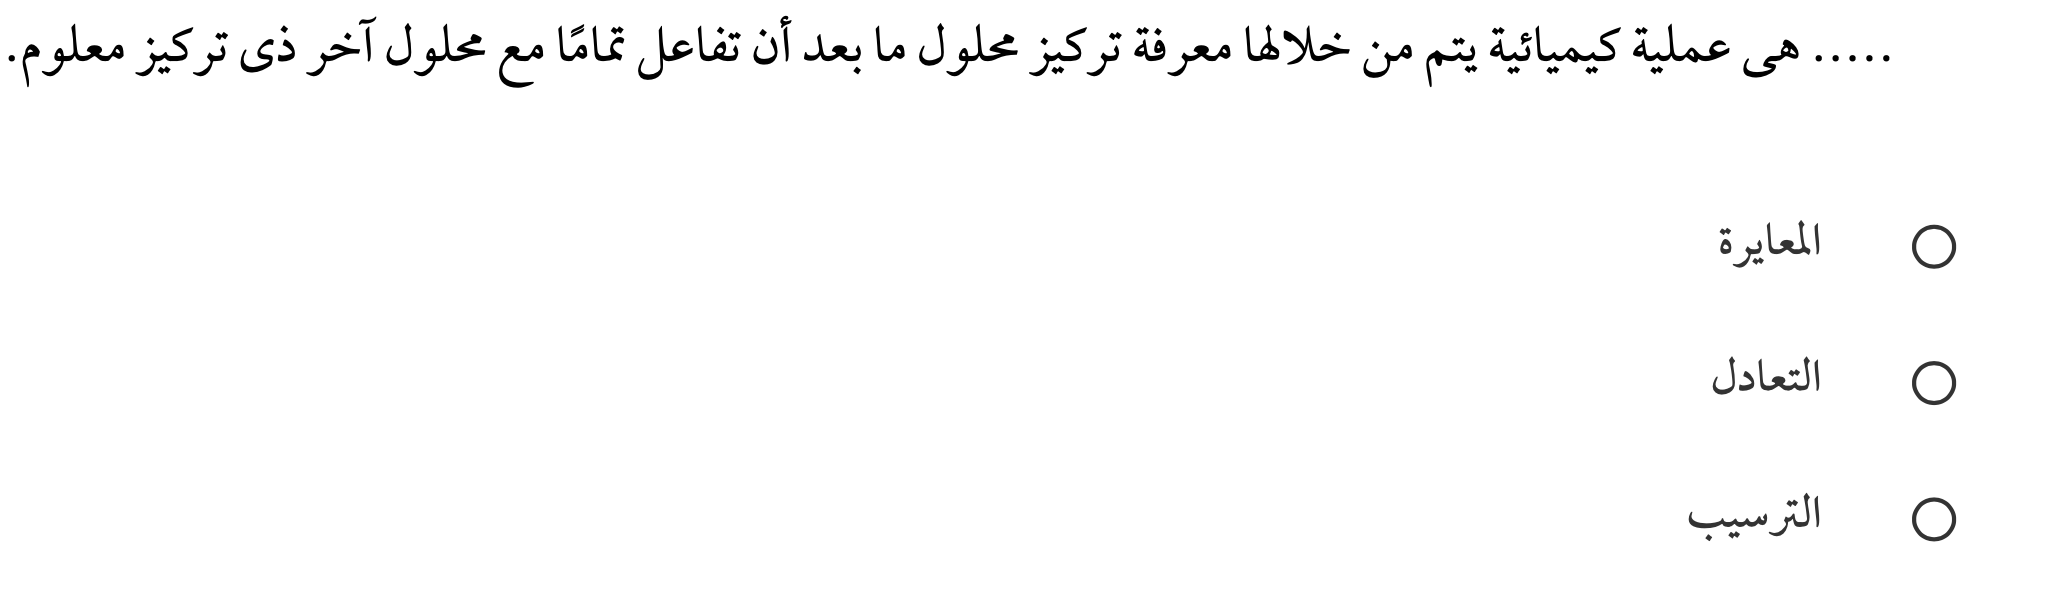 ..... هى عملية كيميائية يتم من خلالها معرفة تركيز محلول ما بعد أن تفاعل تمامًا مع محلول آخر ذى تركيز معلوم.
المعايرة
التعادل
الترسيب